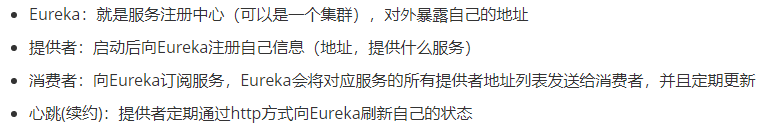 • Eureka：就是服务注册中心（可以是一个集群），对外暴露自己的地址
• 提供者：启动后向Eureka注册自己信息（地址，提供什么服务）
• 消费者：向Eureka订阅服务，Eureka会将对应服务的所有提供者地址列表发送给消费者，并且定期更新
• 心跳(续约)：提供者定期通过http方式向Eureka刷新自己的状态